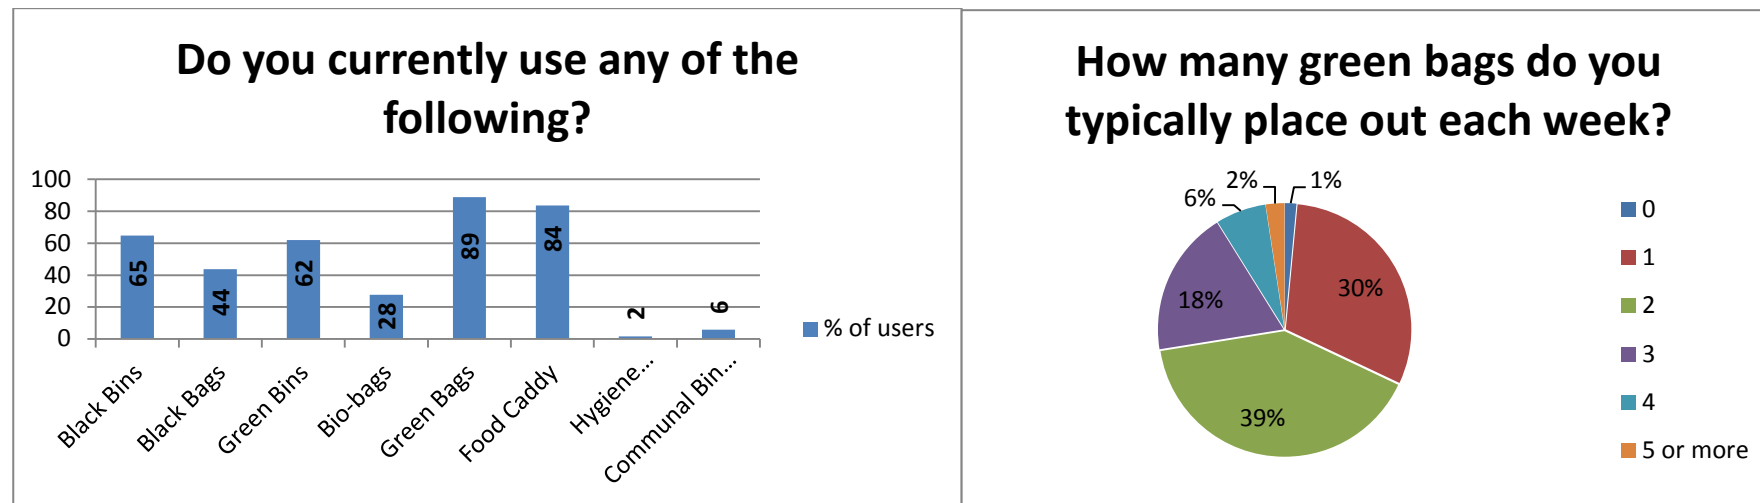 Do you currently use any of the
following?
100
80
60
40
20
0
65
44
62
28
89
84
2
6
Black Bins
Black Bags
Green Bins
Bio-bags
Green Bags
Food Caddy
Hygiene...
Communal Bin...
% of users
How many green bags do you
typically place out each week?
1%
30%
39%
18%
6%
2%
0
1
2
3
4
5 or more